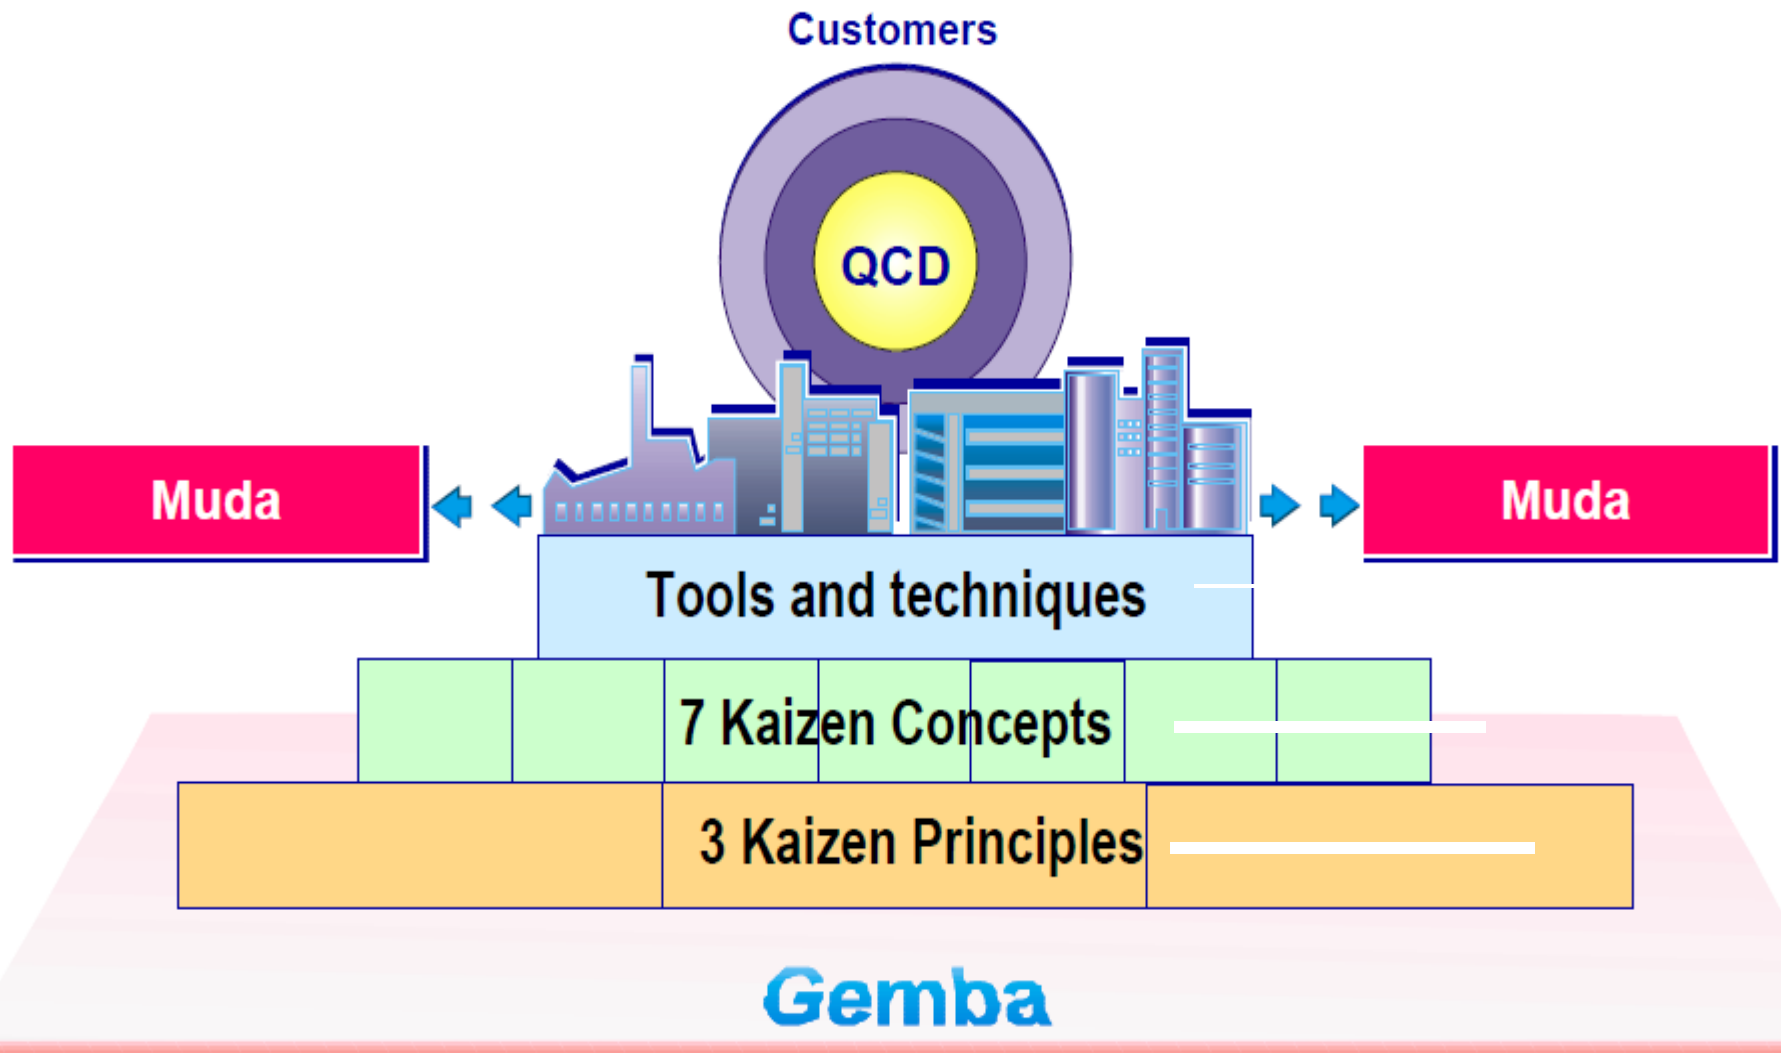 Customers
QCD
Muda
Muda
Tools and techniques
7 Kaizen Concepts
3 Kaizen Principles
Gemba